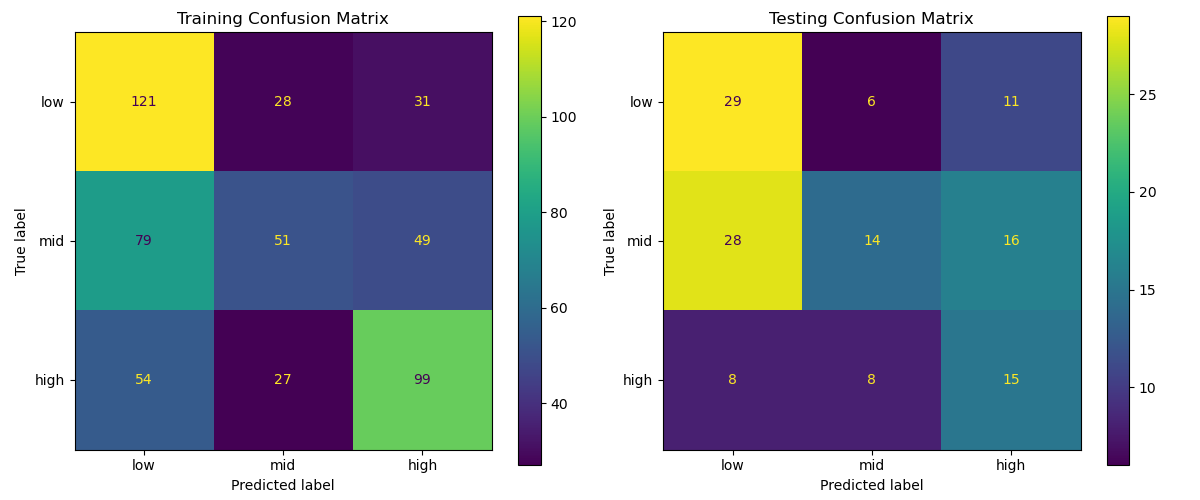 Training Confusion Matrix
True label
low
mid
high
121 28 31
79 51 49
54 27 99
low mid high
Predicted label
120
100
80
60
40
Testing Confusion Matrix
True label
low
mid
high
29 6 11
28 14 16
8 8 15
low mid high
Predicted label
25
20
15
10